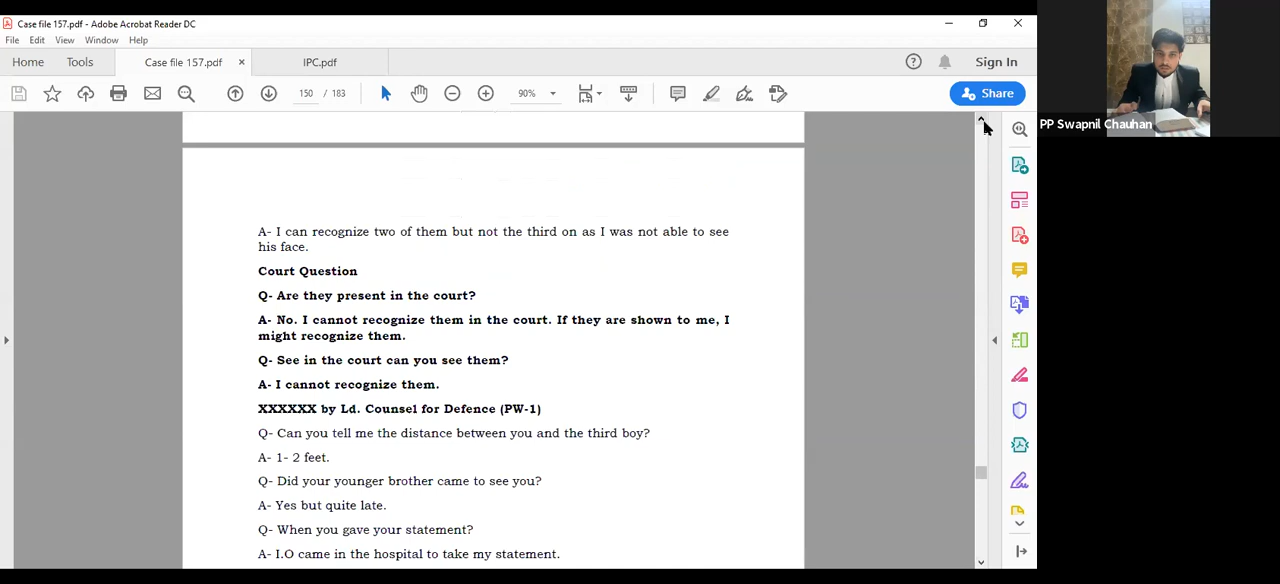 Case file 157.pdf - Adobe Acrobat Reader DC
File Edit View Window Help
Home Tools Case file 157.pdf × IPC.pdf Sign In
150 / 183 90% Share
PP Swapnil Chauhan
A- I can recognize two of them but not the third on as I was not able to see
his face.
Court Question
Q- Are they present in the court?
A- No. I cannot recognize them in the court. If they are shown to me, I
might recognize them.
Q- See in the court can you see them?
A- I cannot recognize them.
XXXXXX by Ld. Counsel for Defence (PW-1)
Q- Can you tell me the distance between you and the third boy?
A- 1- 2 feet.
Q- Did your younger brother came to see you?
A- Yes but quite late.
Q- When you gave your statement?
A- I.O came in the hospital to take my statement.